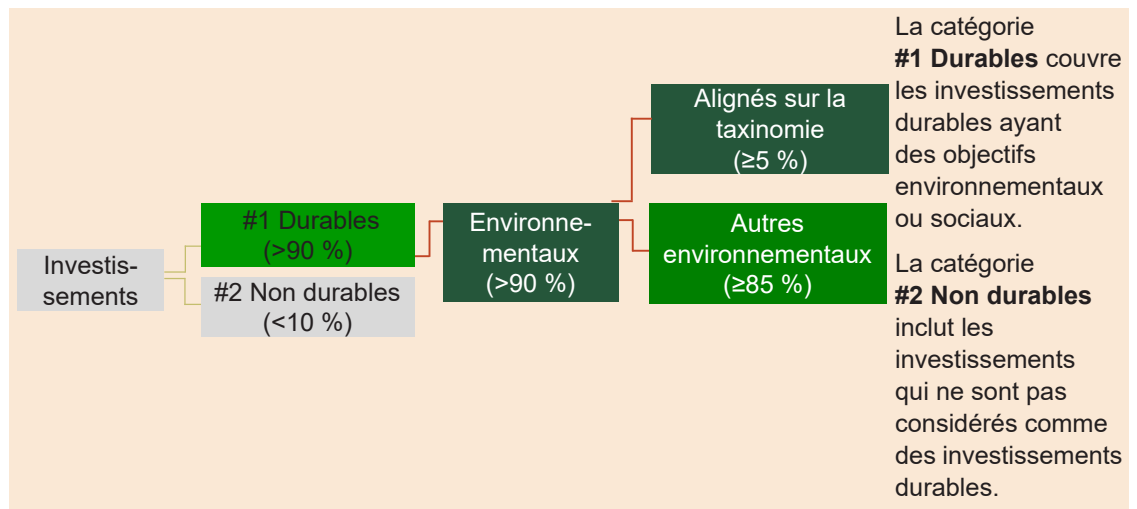 Investis-
sements
#1 Durables
(>90 %)
#2 Non durables
(<10 %)
Environne-
mentaux
(>90 %)
Alignés sur la
taxinomie
(≥5 %)
Autres
environnementaux
(≥85 %)
La catégorie
#1 Durables couvre
les investissements
durables ayant
des objectifs
environnementaux
ou sociaux.
La catégorie
#2 Non durables
inclut les
investissements
qui ne sont pas
considérés comme
des investissements
durables.